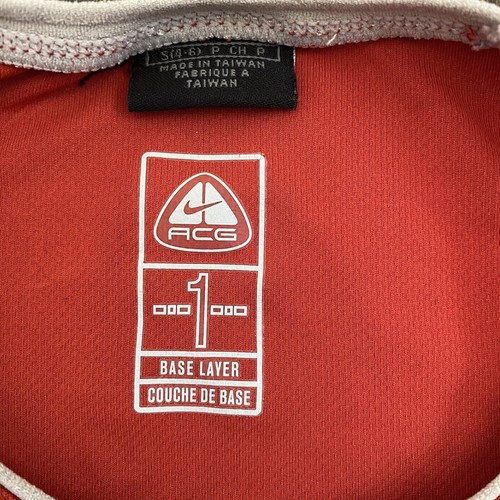 S(4-6) P CH P
MADE IN TAIWAN
FABRIQUE A
TAIWAN
ACG
1
BASE LAYER
COUCHE DE BASE